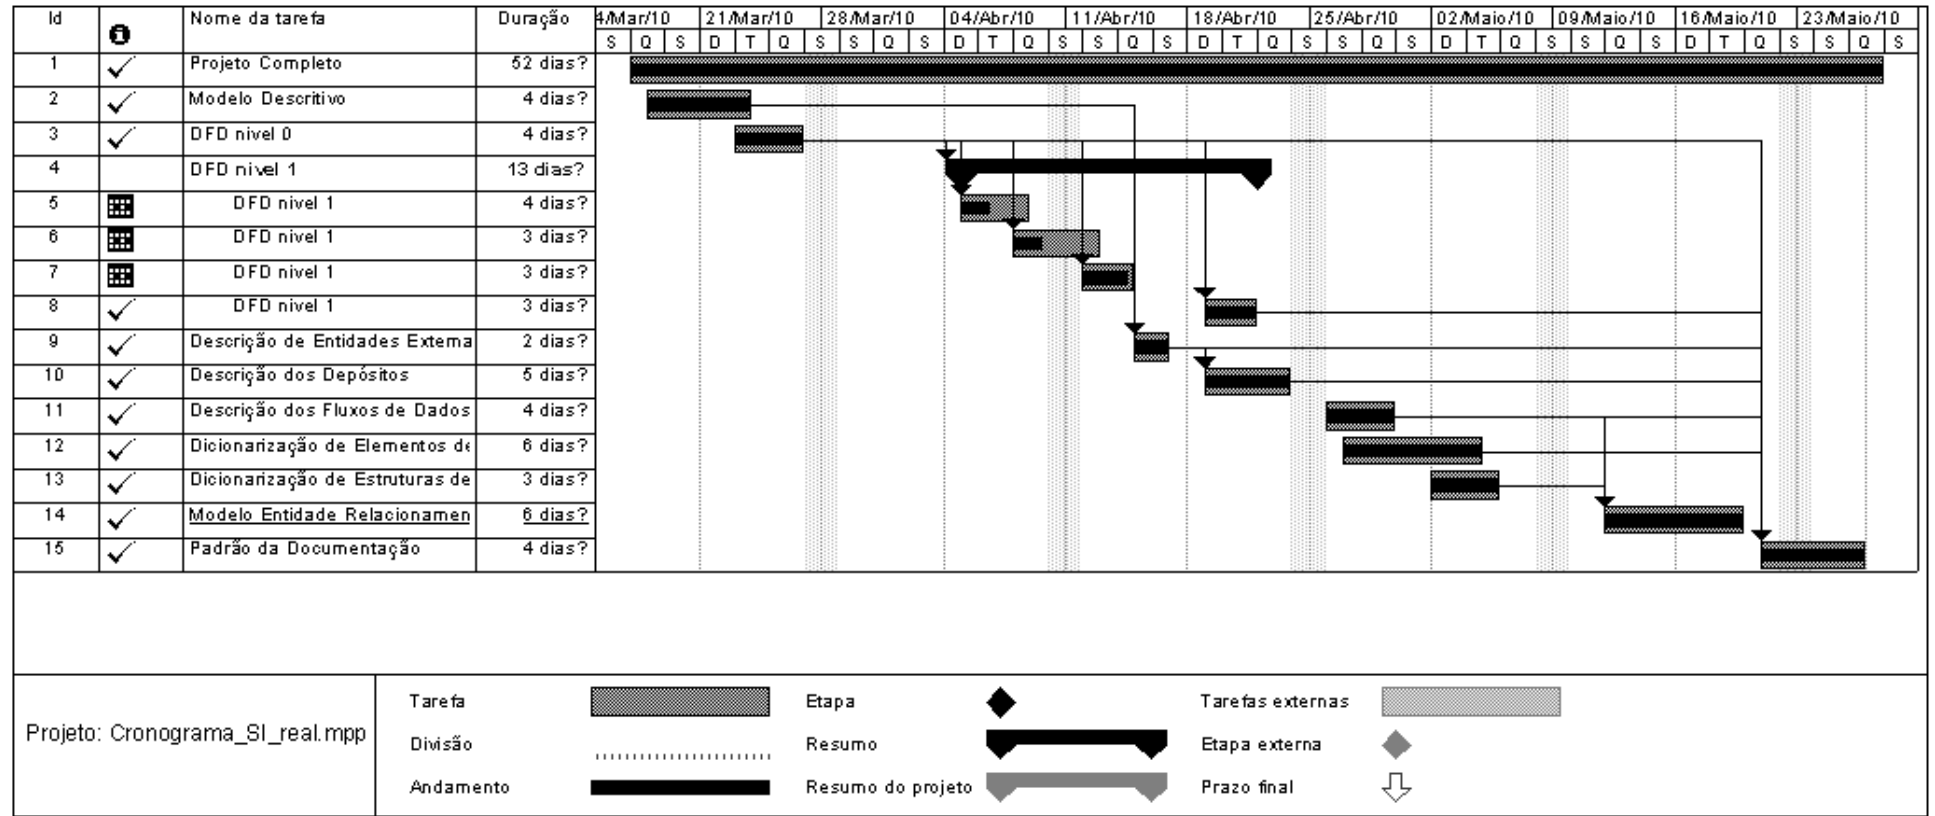 Id Nome da tarefa Duração 4/Mar/10 21/Mar/10 28/Mar/10 04/Abr/10 11/Abr/10 18/Abr/10 25/Abr/10 02/Maio/10 09/Maio/10 16/Maio/10 23/Maio/10
S Q S D T Q S S Q S D T Q S S Q S D T Q S S Q S D T Q S S Q S D T Q S S Q S
1 Projeto Completo 52 dias?
2 Modelo Descritivo 4 dias?
3 DFD nivel 0 4 dias?
4 DFD nivel 1 13 dias?
5 DFD nivel 1 4 dias?
6 DFD nivel 1 3 dias?
7 DFD nivel 1 3 dias?
8 DFD nivel 1 3 dias?
9 Descrição de Entidades Externa 2 dias?
10 Descrição dos Depósitos 5 dias?
11 Descrição dos Fluxos de Dados 4 dias?
12 Dicionarização de Elementos de 6 dias?
13 Dicionarização de Estruturas de 3 dias?
14 Modelo Entidade Relacionamen 6 dias?
15 Padrão da Documentação 4 dias?
Projeto: Cronograma_SI_real.mpp
Tarefa Etapa Tarefas externas
Divisão Resumo Etapa externa
Andamento Resumo do projeto Prazo final